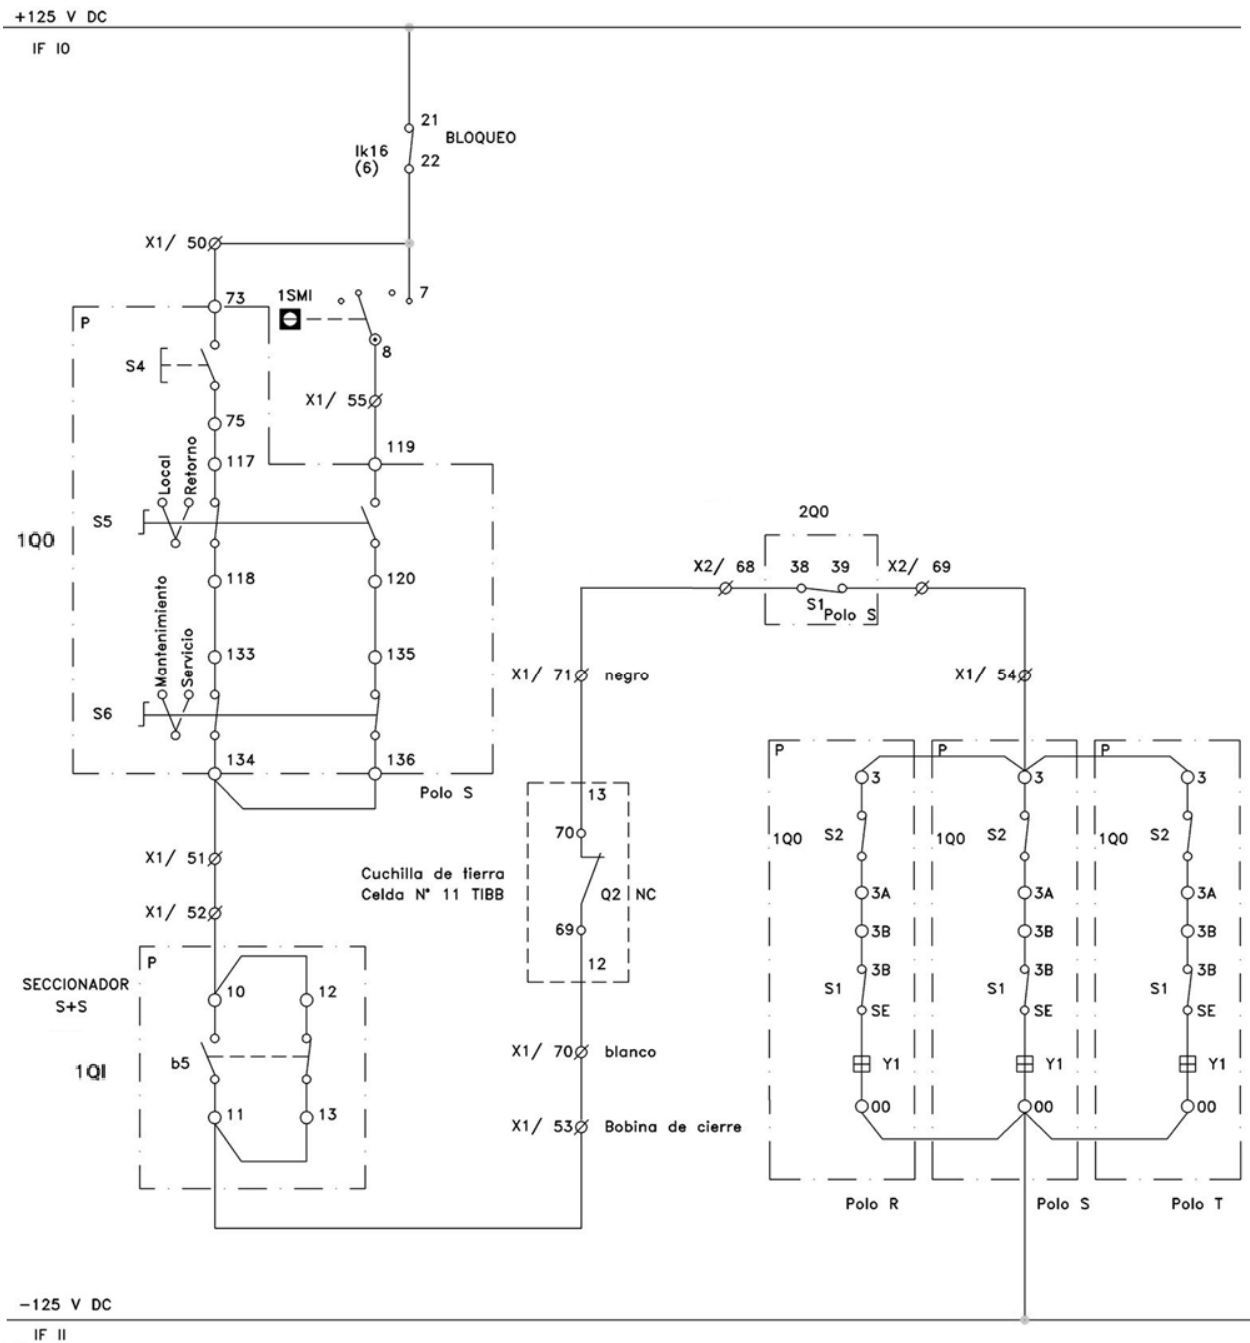 +125 V DC
IF IO
21
BLOQUEO
Ik16
(6)
22
X1/ 50
7
1SMI
73
P
8
S4
X1/ 55
75
119
117
Local
Retorno
S5
1Q0
118
120
Mantenimiento
Servicio
133
135
S6
134
136
Polo S
2Q0
X2/ 68
38
39
X2/ 69
S1
Polo S
X1/ 71
negro
X1/ 54
13
70
Cuchilla de tierra
Celda N° 11 TIBB
Q2
NC
69
12
X1/ 51
X1/ 52
P
SECCIONADOR
S+S
10
12
b5
1QI
11
13
X1/ 70
blanco
X1/ 53
Bobina de cierre
P
P
P
3
3
3
1Q0
S2
1Q0
S2
1Q0
S2
3A
3A
3A
3B
3B
3B
3B
3B
3B
S1
S1
S1
SE
SE
SE
Y1
Y1
Y1
00
00
00
Polo R
Polo S
Polo T
-125 V DC
IF II